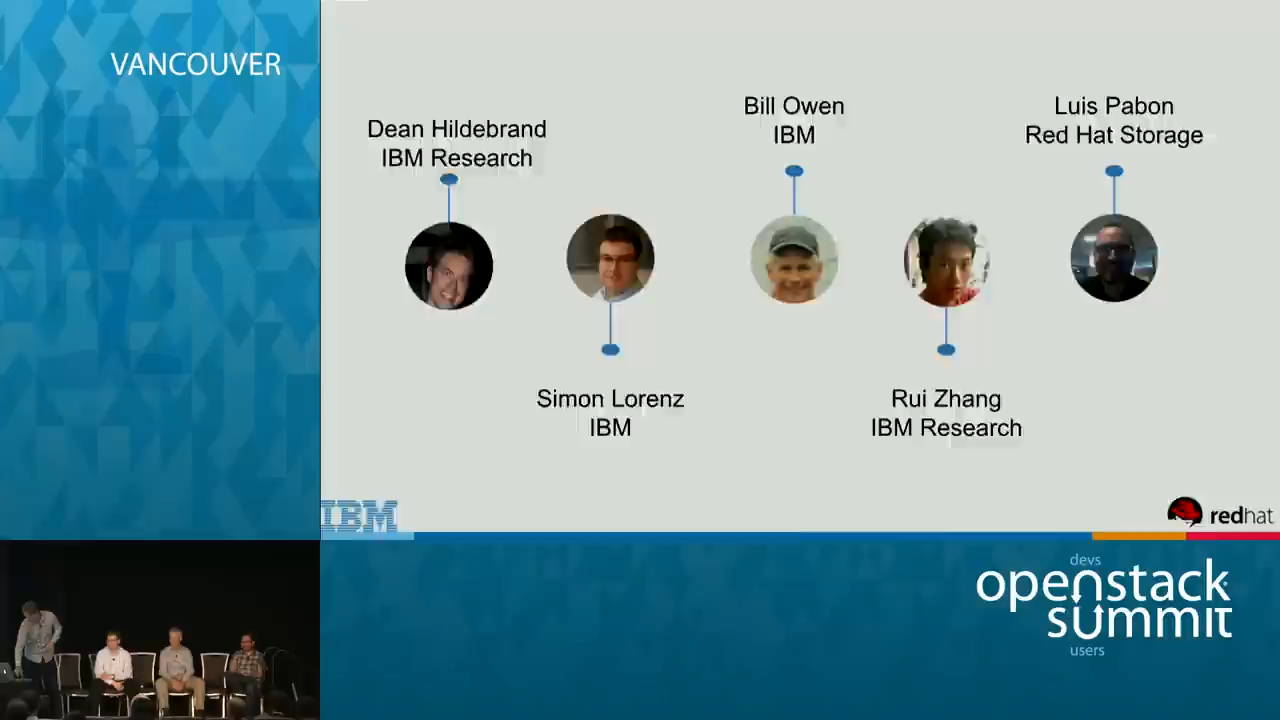 VANCOUVER
Dean Hildebrand
IBM Research
Bill Owen
IBM
Luis Pabon
Red Hat Storage
Simon Lorenz
IBM
Rui Zhang
IBM Research
IBM
redhat
devs
openstack
summit
users